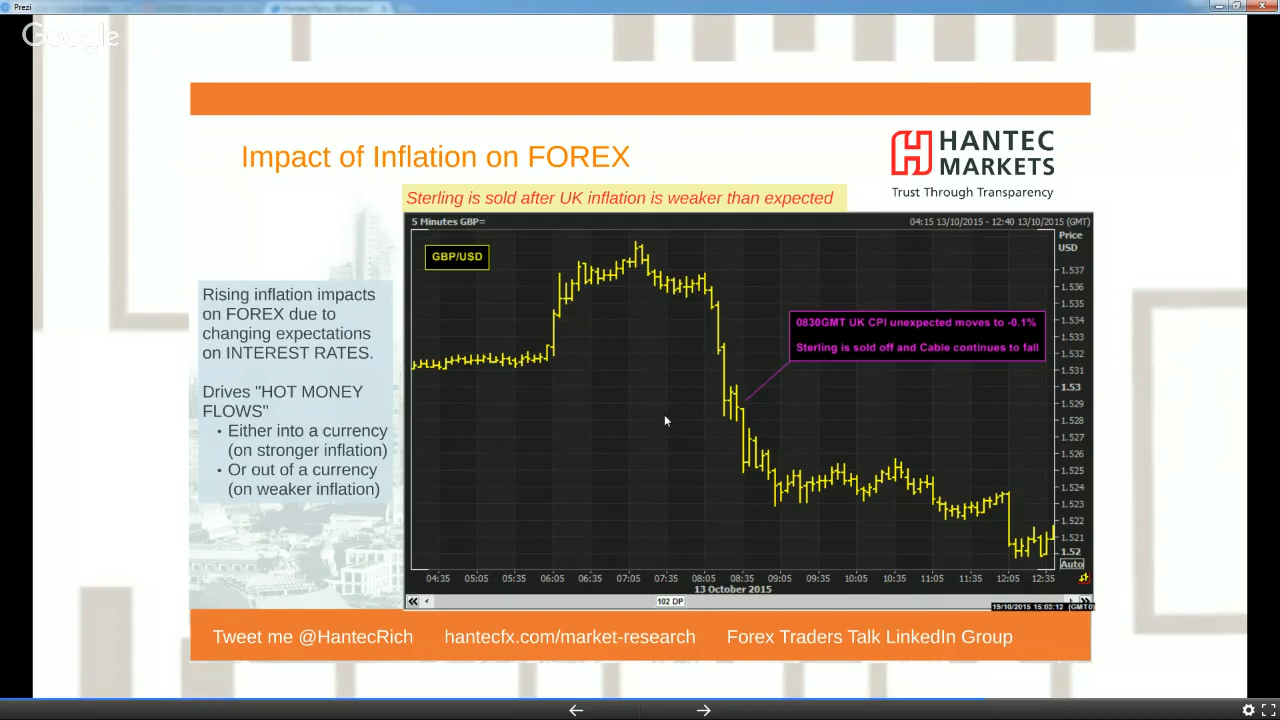 Prezi
Google
Impact of Inflation on FOREX
HANTEC
MARKETS
Trust Through Transparency
Sterling is sold after UK inflation is weaker than expected
5 Minutes GBP=
04:15 13/10/2015 - 12:40 13/10/2015 (GMT)
Price
USD
GBP/USD
1.537
1.536
1.535
1.534
1.533
1.532
1.531
1.53
1.529
1.528
1.527
1.526
1.525
1.524
1.523
1.522
1.521
1.52
Auto
0830GMT UK CPI unexpected moves to -0.1%
Sterling is sold off and Cable continues to fall
Rising inflation impacts
on FOREX due to
changing expectations
on INTEREST RATES.
Drives "HOT MONEY
FLOWS"
• Either into a currency
(on stronger inflation)
• Or out of a currency
(on weaker inflation)
04:35 05:05 05:35 06:05 06:35 07:05 07:35 08:05 08:35 09:05 09:35 10:05 10:35 11:05 11:35 12:05 12:35
13 October 2015
102 DP
19/10/2015 15:03:12 (GMT0)
Tweet me @HantecRich hantecfx.com/market-research Forex Traders Talk LinkedIn Group